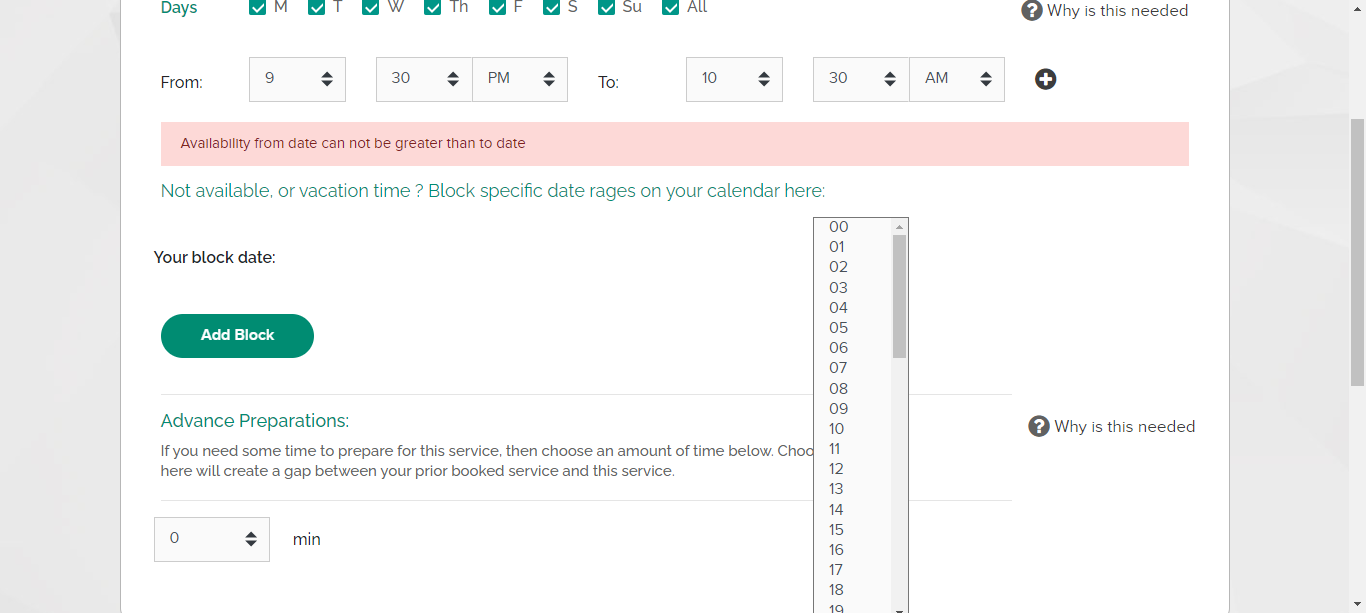 Days M T W Th F S Su All Why is this needed
From: 9 30 PM To: 10 30 AM
Availability from date can not be greater than to date
Not available, or vacation time ? Block specific date rages on your calendar here:
Your block date:
Add Block
Advance Preparations: Why is this needed
If you need some time to prepare for this service, then choose an amount of time below. Choo
here will create a gap between your prior booked service and this service.
0 min
00
01
02
03
04
05
06
07
08
09
10
11
12
13
14
15
16
17
18
19